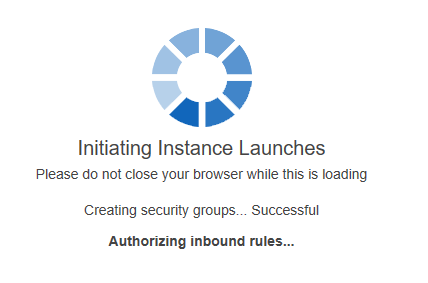 Initiating Instance Launches
Please do not close your browser while this is loading
Creating security groups... Successful
Authorizing inbound rules...